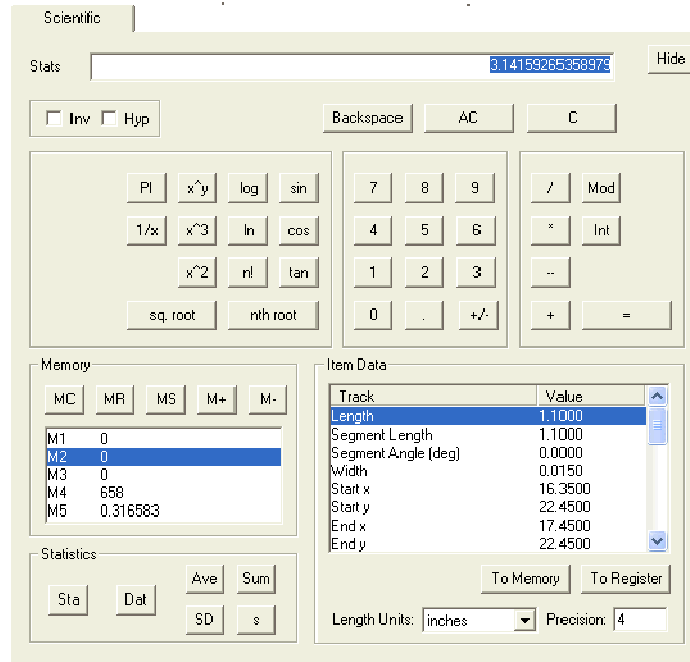 Scientific
Stats 3.14159265358979 Hide
Inv Hyp Backspace AC C
PI x^y log sin 7 8 9 / Mod
1/x x^3 ln cos 4 5 6 * Int
x^2 n! tan 1 2 3 --
sq. root nth root 0 . +/- + =
Memory
MC MR MS M+ M-
M1 0
M2 0
M3 0
M4 658
M5 0.316583
Item Data
Track Value
Length 1.1000
Segment Length 1.1000
Segment Angle (deg) 0.0000
Width 0.0150
Start x 16.3500
Start y 22.4500
End x 17.4500
End y 22.4500
To Memory To Register
Length Units: inches Precision: 4
Statistics
Sta Dat Ave Sum
SD s